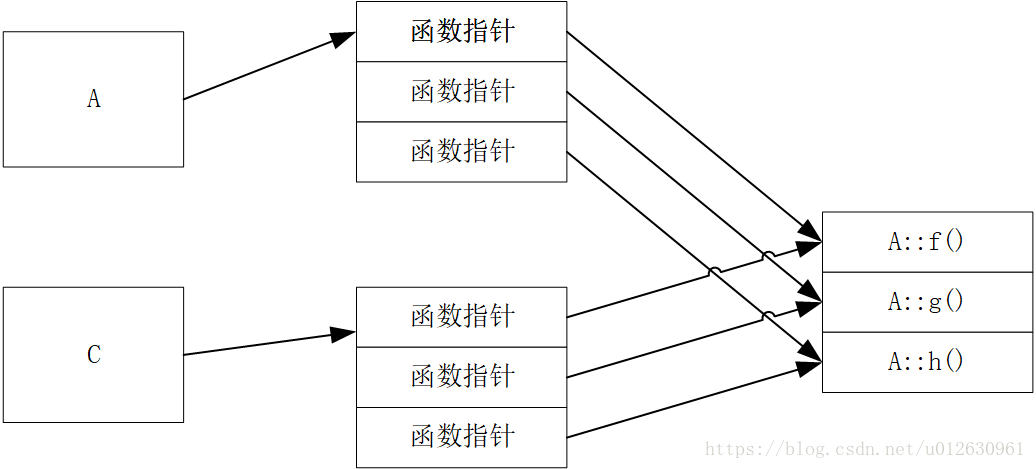 A
函数指针
函数指针
函数指针
A::f()
A::g()
A::h()
C
函数指针
函数指针
函数指针
https://blog.csdn.net/u012630961